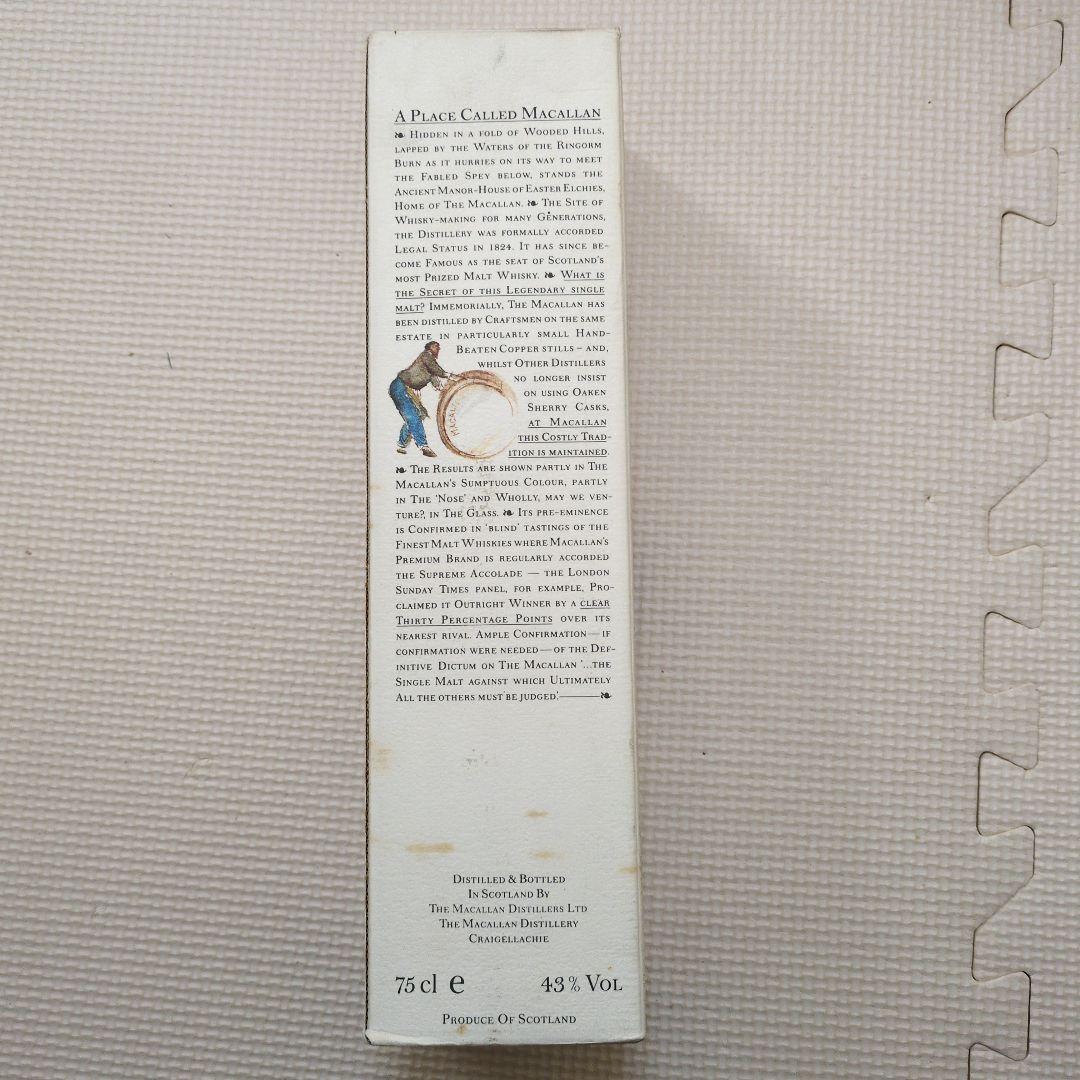 A Place Called Macallan
❧ Hidden in a fold of Wooded Hills,
lapped by the Waters of the Ringorm
Burn as it hurries on its way to meet
the Fabled Spey below, stands the
Ancient Manor-House of Easter Elchies,
Home of The Macallan. ❧ The Site of
Whisky-making for many Generations,
the Distillery was formally accorded
Legal Status in 1824. It has since be-
come Famous as the seat of Scotland's
most Prized Malt Whisky. ❧ What is
the Secret of this Legendary single
malt? Immemorially, The Macallan has
been distilled by Craftsmen on the same
estate in particularly small Hand-
Beaten Copper stills – and,
whilst Other Distillers
no longer insist
on using Oaken
Sherry Casks,
at Macallan
this Costly Trad-
ition is maintained.
MACALL
❧ The Results are shown partly in The
Macallan's Sumptuous Colour, partly
in The 'Nose' and Wholly, may we ven-
ture?, in The Glass. ❧ Its pre-eminence
is Confirmed in 'blind' tastings of the
Finest Malt Whiskies where Macallan's
Premium Brand is regularly accorded
the Supreme Accolade — the London
Sunday Times panel, for example, Pro-
claimed it Outright Winner by a clear
Thirty Percentage Points over its
nearest rival. Ample Confirmation — if
confirmation were needed — of the Def-
initive Dictum on The Macallan '...the
Single Malt against which Ultimately
All the others must be judged.' ——— ❧
Distilled & Bottled
In Scotland By
The Macallan Distillers Ltd
The Macallan Distillery
Craigellachie
75 cl e 43% Vol
Produce Of Scotland